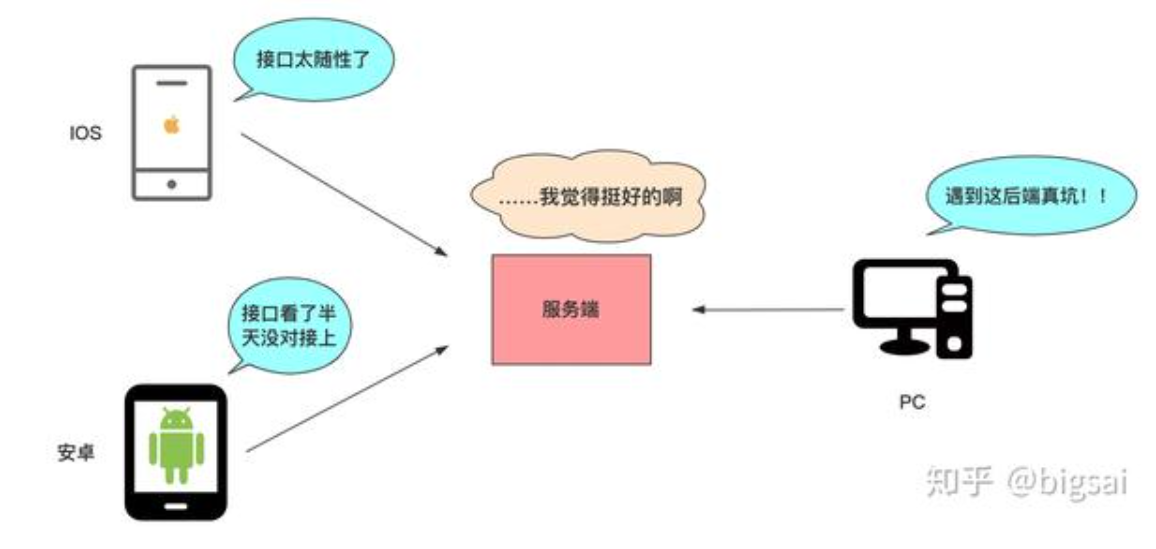 接口太随性了
IOS
……我觉得挺好的啊
遇到这后端真坑！！
接口看了半
天没对接上
服务端
PC
安卓
知乎 @bigsai